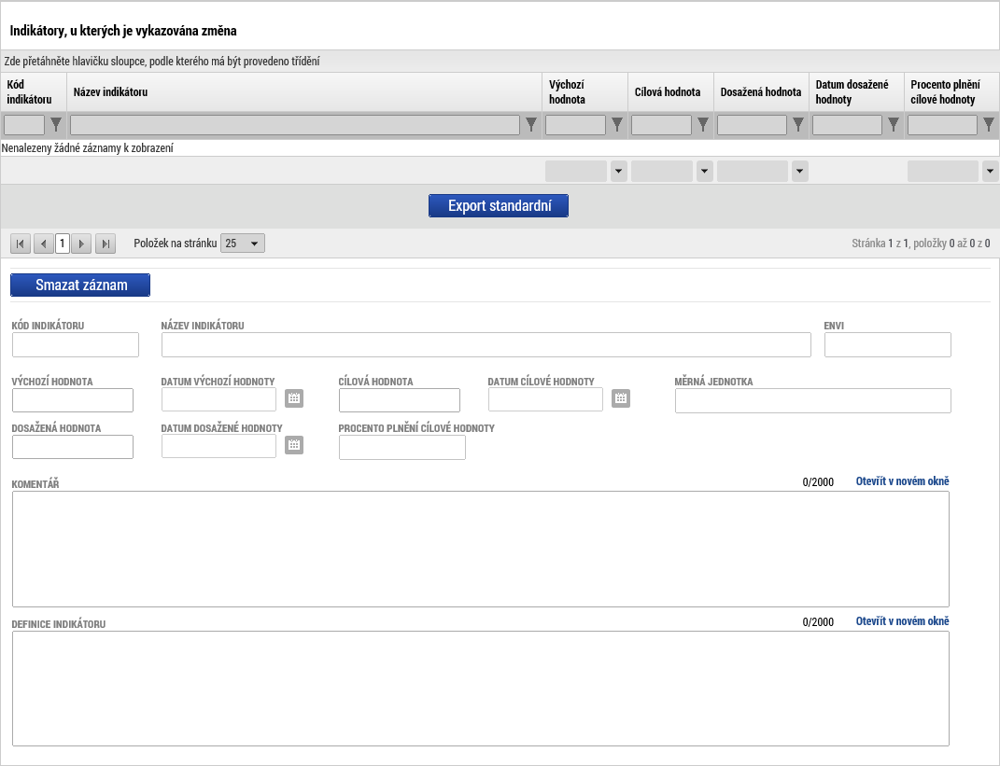 Indikátory, u kterých je vykazována změna
Zde přetáhněte hlavičku sloupce, podle kterého má být provedeno třídění
Kód indikátoru
Název indikátoru
Výchozí hodnota
Cílová hodnota
Dosažená hodnota
Datum dosažené hodnoty
Procento plnění cílové hodnoty
Nenalezeny žádné záznamy k zobrazení
Export standardní
1 Položek na stránku 25 Stránka 1 z 1, položky 0 až 0 z 0
Smazat záznam
KÓD INDIKÁTORU NÁZEV INDIKÁTORU ENVI
VÝCHOZÍ HODNOTA DATUM VÝCHOZÍ HODNOTY CÍLOVÁ HODNOTA DATUM CÍLOVÉ HODNOTY MĚRNÁ JEDNOTKA
DOSAŽENÁ HODNOTA DATUM DOSAŽENÉ HODNOTY PROCENTO PLNĚNÍ CÍLOVÉ HODNOTY
KOMENTÁŘ 0/2000 Otevřít v novém okně
DEFINICE INDIKÁTORU 0/2000 Otevřít v novém okně